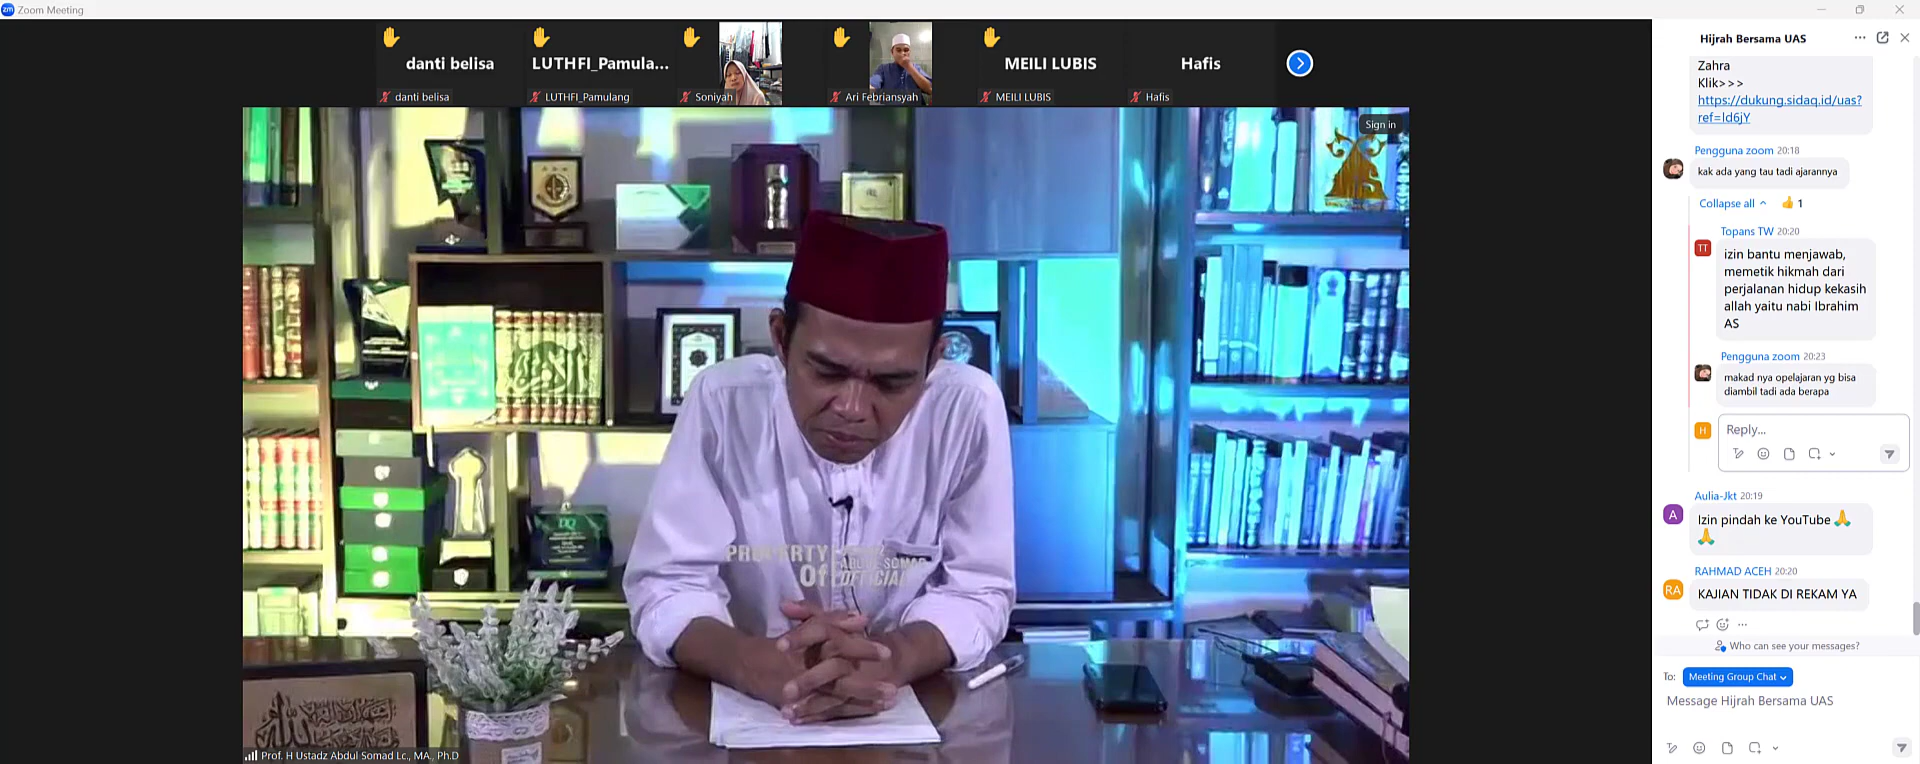 Zoom Meeting
danti belisa
LUTHFI_Pamula...
MEILI LUBIS
Hafis
danti belisa
LUTHFI_Pamulang
Soniyah
Ari Febriansyah
MEILI LUBIS
Hafis
Sign in
PROPERTY
Of
OFFICIAL
Prof. H Ustadz Abdul Somad Lc., MA., Ph.D
Hijrah Bersama UAS
Zahra
Klik>>>
https://dukung.sidaq.id/uas?
ref=Id6jY
Pengguna zoom 20:18
kak ada yang tau tadi ajarannya
Collapse all 👍 1
Topans TW 20:20
TT
izin bantu menjawab,
memetik hikmah dari
perjalanan hidup kekasih
allah yaitu nabi Ibrahim
AS
Pengguna zoom 20:23
makad nya opelajaran yg bisa
diambil tadi ada berapa
H
Reply...
Aulia-Jkt 20:19
A
Izin pindah ke YouTube 🙏
🙏
RAHMAD ACEH 20:20
RA
KAJIAN TIDAK DI REKAM YA
Who can see your messages?
To: Meeting Group Chat
Message Hijrah Bersama UAS